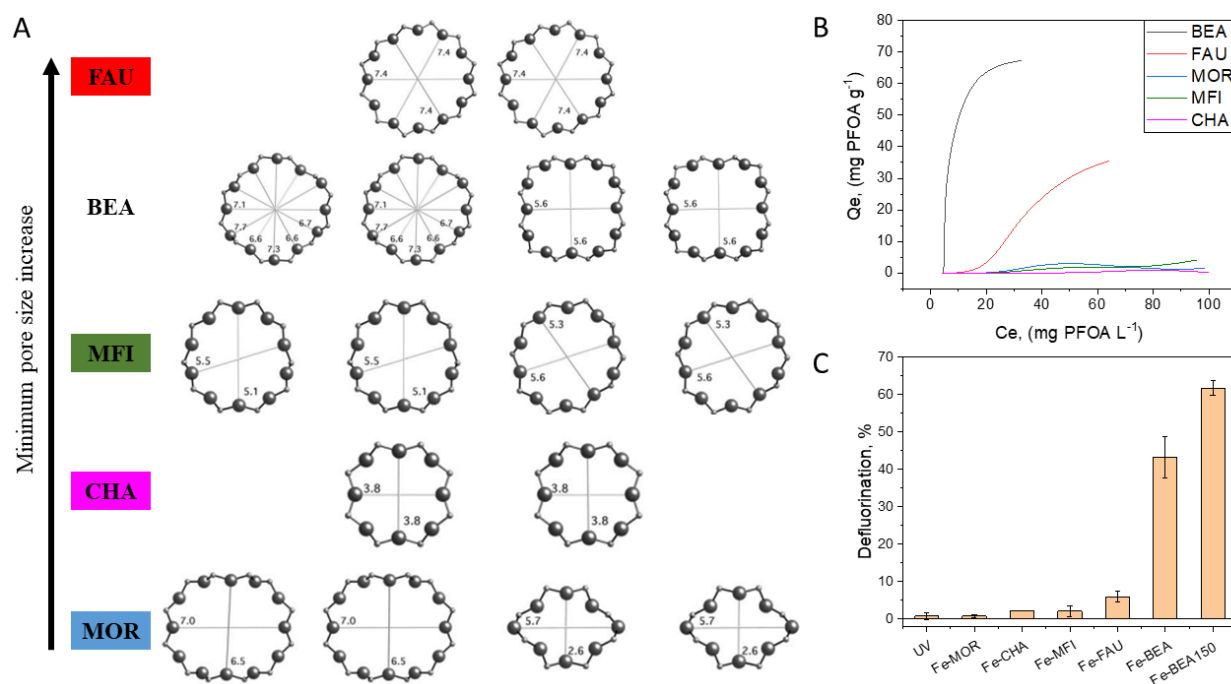 A
Minimum pore size increase
FAU
7.4
7.4
7.4
7.4
7.4
7.4
BEA
7.1
7.7
6.6
7.3
6.6
6.7
7.1
7.7
6.6
7.3
6.6
6.7
5.6
5.6
5.6
5.6
MFI
5.5
5.1
5.5
5.1
5.3
5.6
5.3
5.6
CHA
3.8
3.8
3.8
3.8
MOR
7.0
6.5
7.0
6.5
5.7
2.6
5.7
2.6
B
Qe, (mg PFOA g⁻¹)
80
70
60
50
40
30
20
10
0
0 20 40 60 80 100
Ce, (mg PFOA L⁻¹)
BEA
FAU
MOR
MFI
CHA
C
Defluorination, %
70
60
50
40
30
20
10
0
UV
Fe-MOR
Fe-CHA
Fe-MFI
Fe-FAU
Fe-BEA
Fe-BEA150